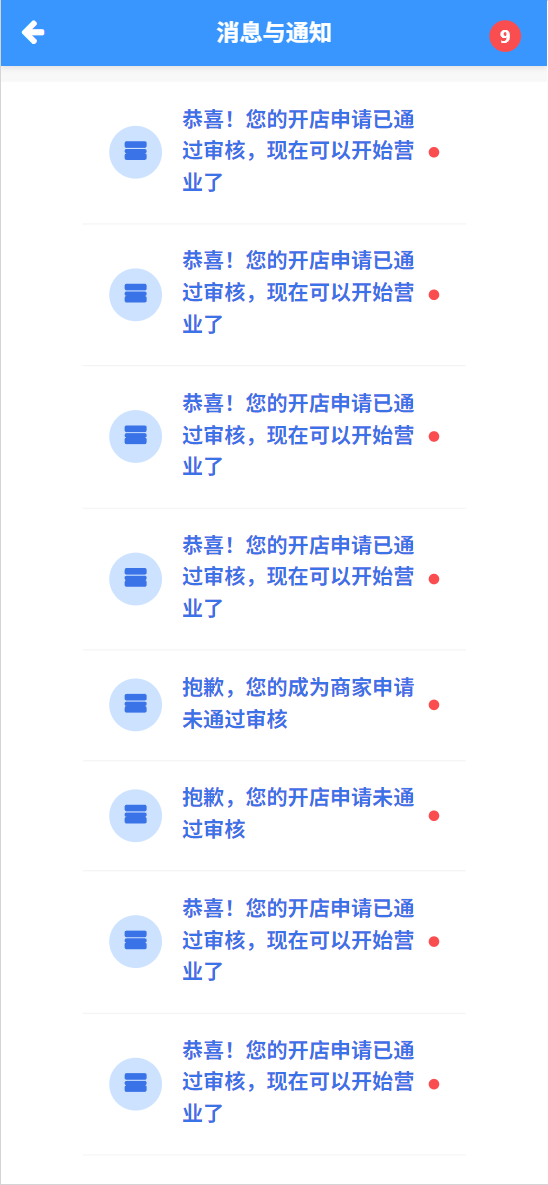 消息与通知
9
恭喜！您的开店申请已通
过审核，现在可以开始营
业了
恭喜！您的开店申请已通
过审核，现在可以开始营
业了
恭喜！您的开店申请已通
过审核，现在可以开始营
业了
恭喜！您的开店申请已通
过审核，现在可以开始营
业了
抱歉，您的成为商家申请
未通过审核
抱歉，您的开店申请未通
过审核
恭喜！您的开店申请已通
过审核，现在可以开始营
业了
恭喜！您的开店申请已通
过审核，现在可以开始营
业了